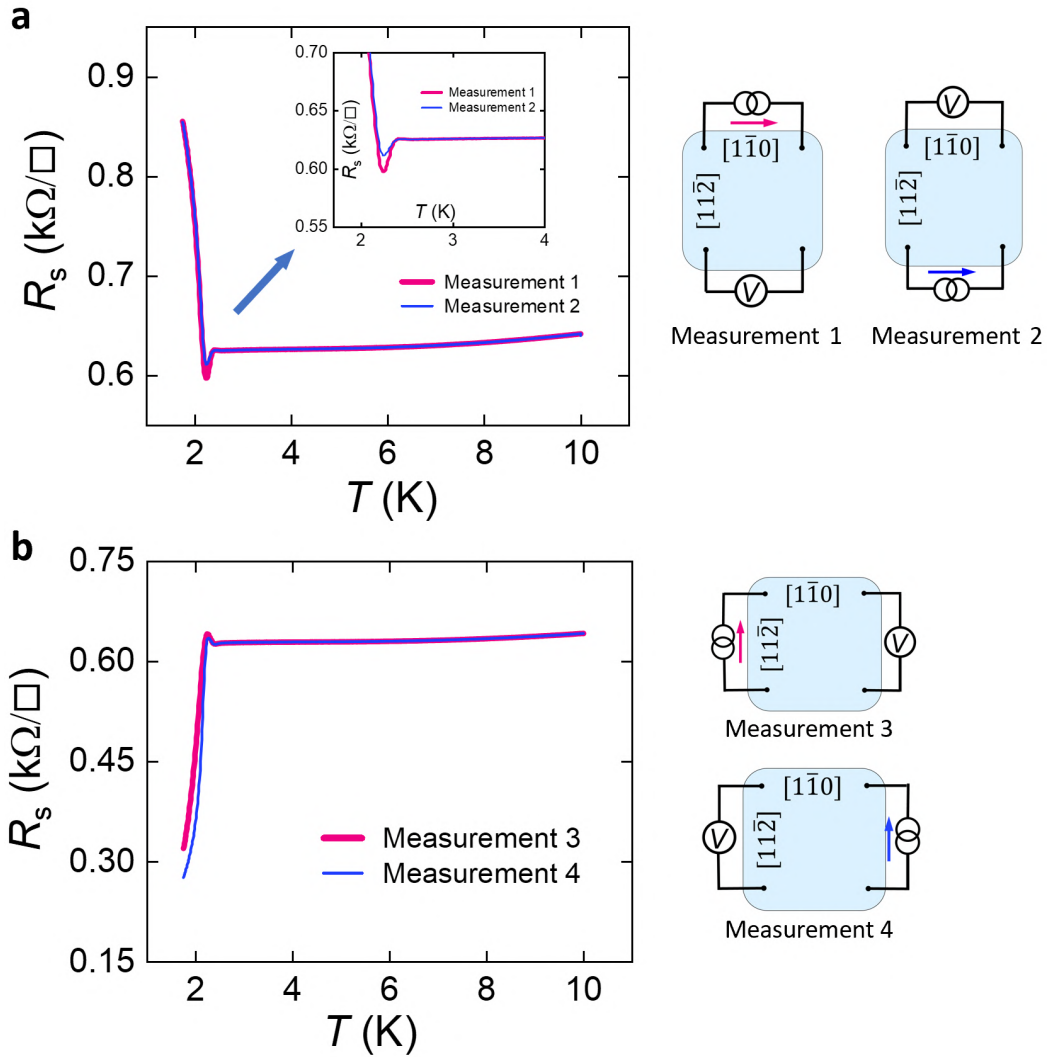 a
R_s (kΩ/□)
0.9
0.8
0.7
0.6
2 4 6 8 10
T (K)
0.70
0.65
0.60
0.55
R_s (kΩ/□)
Measurement 1
Measurement 2
T (K)
2 3 4
Measurement 1
Measurement 2
[11̄0]
[112̄]
V
Measurement 1
V
[11̄0]
[112̄]
Measurement 2
b
R_s (kΩ/□)
0.75
0.60
0.45
0.30
0.15
Measurement 3
Measurement 4
2 4 6 8 10
T (K)
[11̄0]
[112̄]
V
Measurement 3
[11̄0]
V
[112̄]
Measurement 4